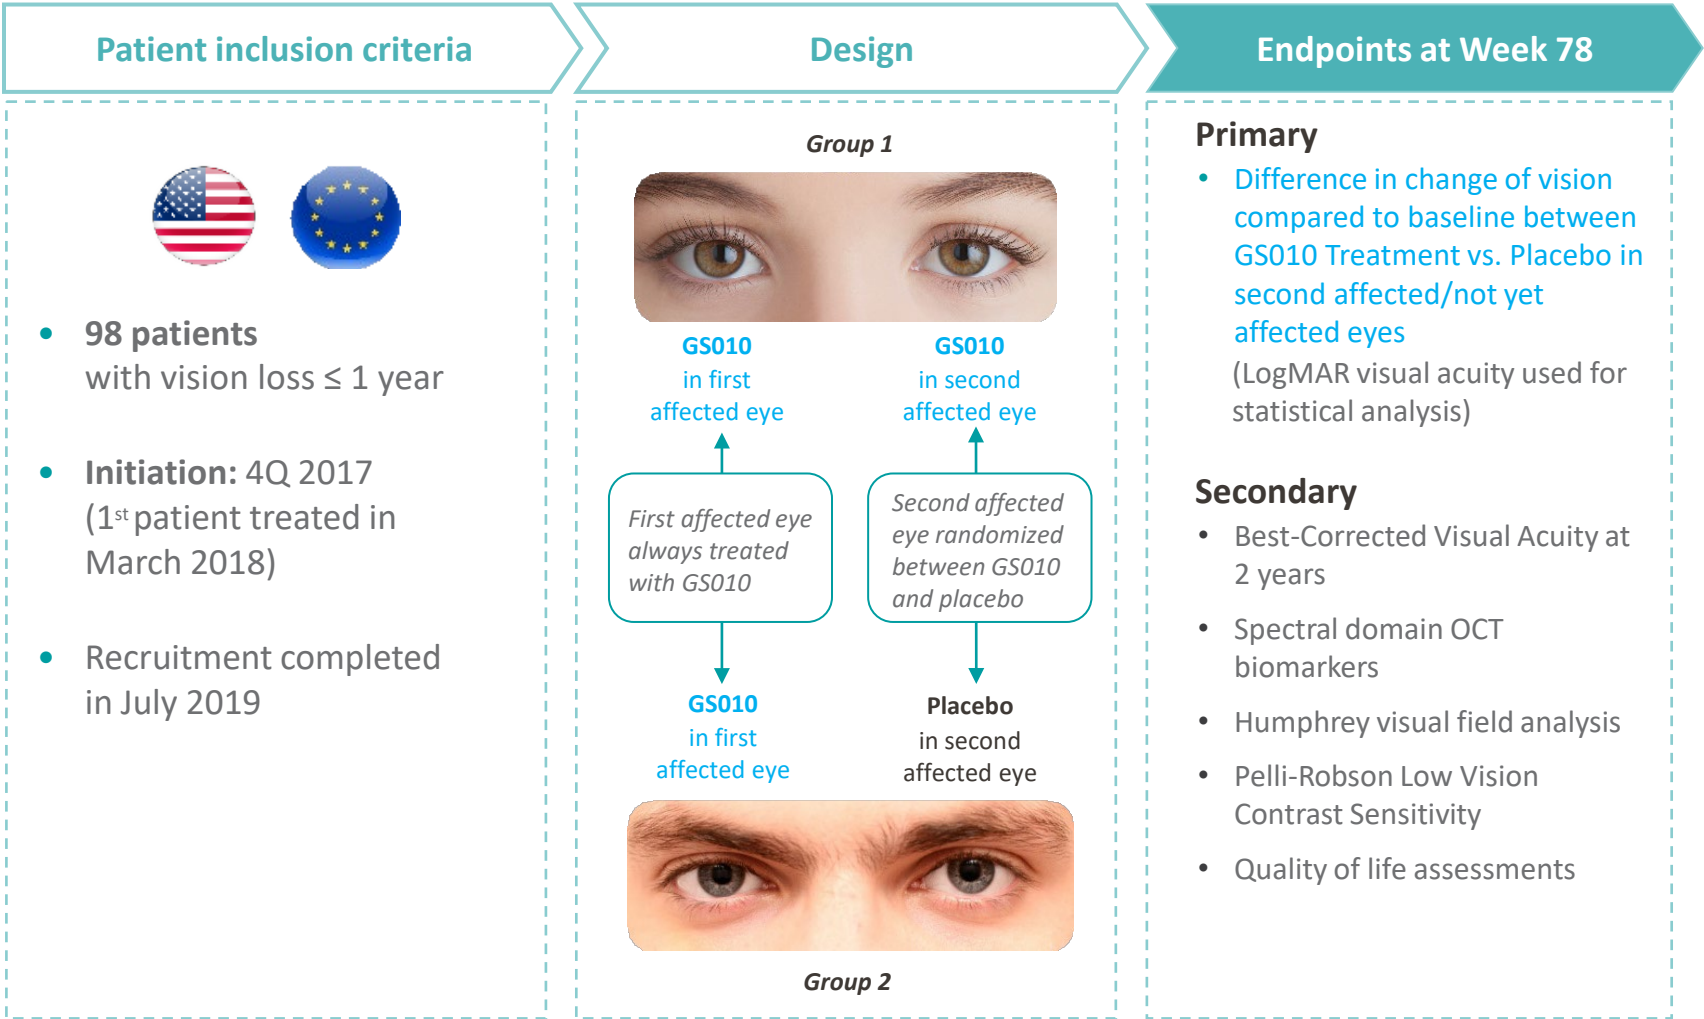 Patient inclusion criteria
Design
Endpoints at Week 78
• 98 patients
with vision loss ≤ 1 year
• Initiation: 4Q 2017
(1st patient treated in
March 2018)
• Recruitment completed
in July 2019
Group 1
GS010
in first
affected eye
GS010
in second
affected eye
First affected eye
always treated
with GS010
Second affected
eye randomized
between GS010
and placebo
GS010
in first
affected eye
Placebo
in second
affected eye
Group 2
Primary
• Difference in change of vision
compared to baseline between
GS010 Treatment vs. Placebo in
second affected/not yet
affected eyes
(LogMAR visual acuity used for
statistical analysis)
Secondary
• Best-Corrected Visual Acuity at
2 years
• Spectral domain OCT
biomarkers
• Humphrey visual field analysis
• Pelli-Robson Low Vision
Contrast Sensitivity
• Quality of life assessments